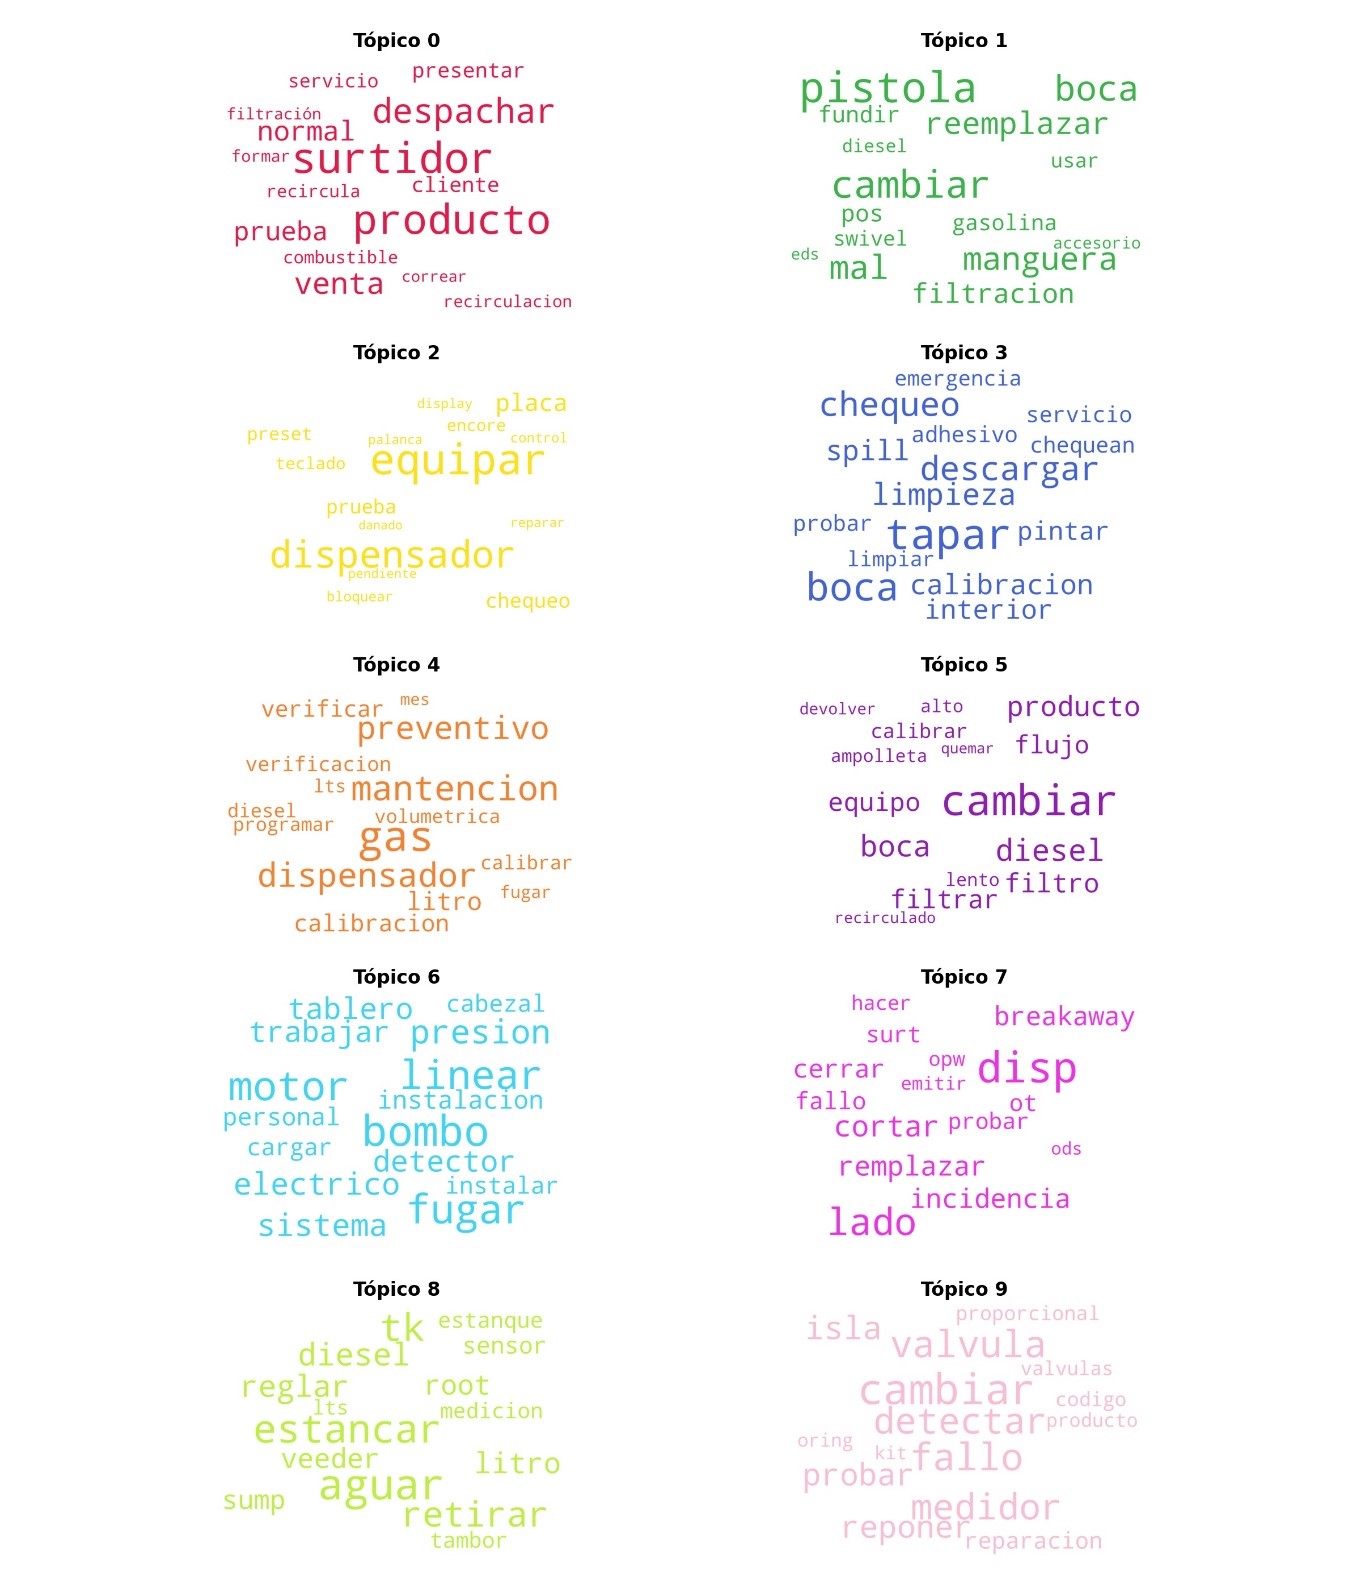 Tópico 0
servicio presentar
filtración despachar
normal
formar surtidor
recircula cliente
prueba producto
combustible
venta correar
recirculacion
Tópico 1
pistola boca
fundir reemplazar
diesel usar
cambiar
pos gasolina
swivel accesorio
eds mal manguera
filtracion
Tópico 2
display placa
preset encore
palanca control
teclado equipar
prueba
danado reparar
dispensador
pendiente
bloquear chequeo
Tópico 3
emergencia
chequeo servicio
adhesivo chequean
spill descargar
limpieza
probar tapar pintar
limpiar
boca calibracion
interior
Tópico 4
verificar mes
preventivo
verificacion
lts mantencion
diesel volumetrica
programar gas
dispensador calibrar
litro fugar
calibracion
Tópico 5
devolver alto producto
calibrar flujo
ampolleta quemar
equipo cambiar
boca diesel
lento filtro
filtrar
recirculado
Tópico 6
tablero cabezal
trabajar presion
motor linear
instalacion
personal bombo
cargar detector
electrico instalar
sistema fugar
Tópico 7
hacer breakaway
surt
cerrar opw disp
emitir
fallo ot
cortar probar
ods
remplazar
incidencia
lado
Tópico 8
tk estanque
diesel sensor
reglar root
lts medicion
estancar
veeder litro
aguar
sump retirar
tambor
Tópico 9
proporcional
isla valvula
valvulas
cambiar codigo
detectar producto
oring kit fallo
probar
medidor
reponer reparacion